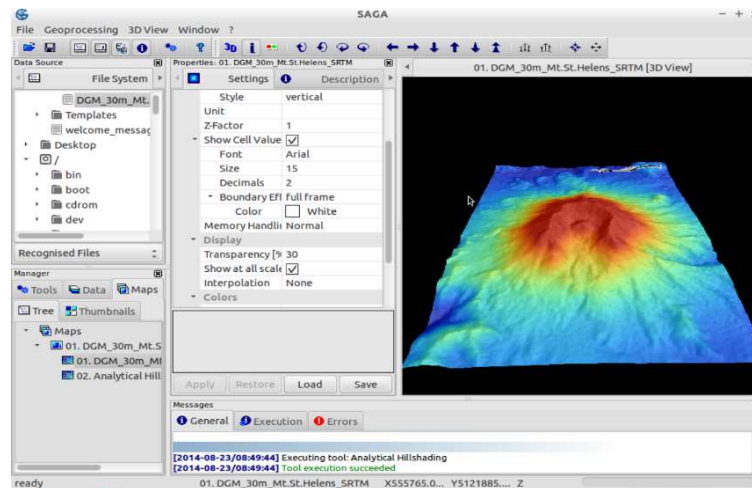 SAGA
File Geoprocessing 3D View Window ?
3D
Data Source
File System
DGM_30m_Mt.
Templates
welcome_messag
Desktop
/
bin
boot
cdrom
dev
Recognised Files
Manager
Tools Data Maps
Tree Thumbnails
Maps
01. DGM_30m_Mt.S
01. DGM_30m_Mt
02. Analytical Hill
Properties: 01. DGM_30m_Mt.St.Helens_SRTM
Settings Description
Style vertical
Unit
Z-Factor 1
Show Cell Value
Font Arial
Size 15
Decimals 2
Boundary Eff full frame
Color White
Memory Handli Normal
Display
Transparency [% 30
Show at all scale
Interpolation None
Colors
Apply Restore Load Save
01. DGM_30m_Mt.St.Helens_SRTM [3D View]
Messages
General Execution Errors
[2014-08-23/08:49:44] Executing tool: Analytical Hillshading
[2014-08-23/08:49:44] Tool execution succeeded
ready 01. DGM_30m_Mt.St.Helens_SRTM X555765.0... Y5121885.... Z